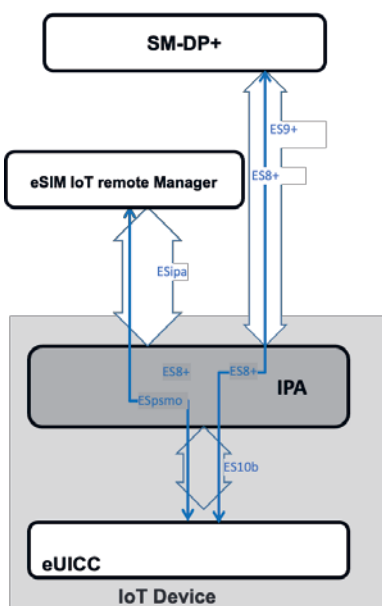 SM-DP+
ES9+
eSIM IoT remote Manager
ES8+
ESipa
ES8+
ES8+
IPA
ESpsmo
ES10b
eUICC
IoT Device